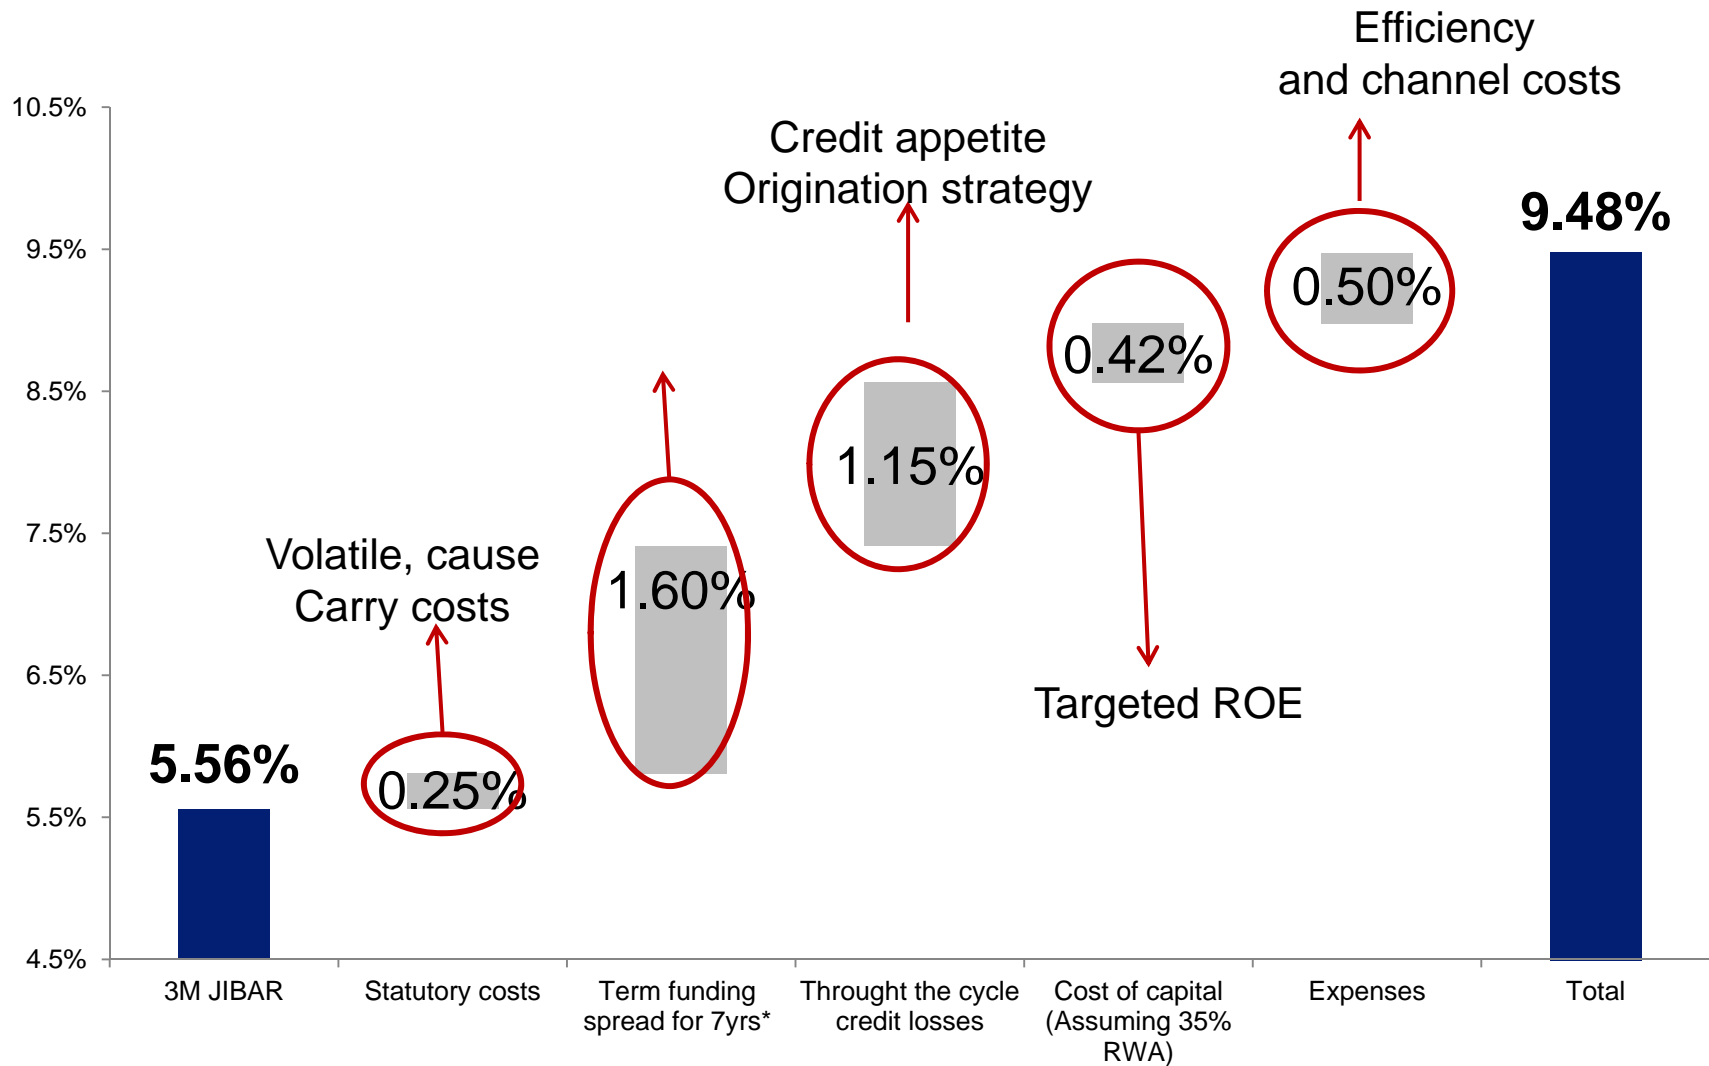 Efficiency
and channel costs
10.5%
Credit appetite
Origination strategy
9.48%
9.5%
0.50%
0.42%
8.5%
1.15%
7.5%
Volatile, cause
Carry costs
1.60%
6.5%
Targeted ROE
5.56%
0.25%
5.5%
4.5%
3M JIBAR
Statutory costs
Term funding
spread for 7yrs*
Throught the cycle
credit losses
Cost of capital
(Assuming 35%
RWA)
Expenses
Total